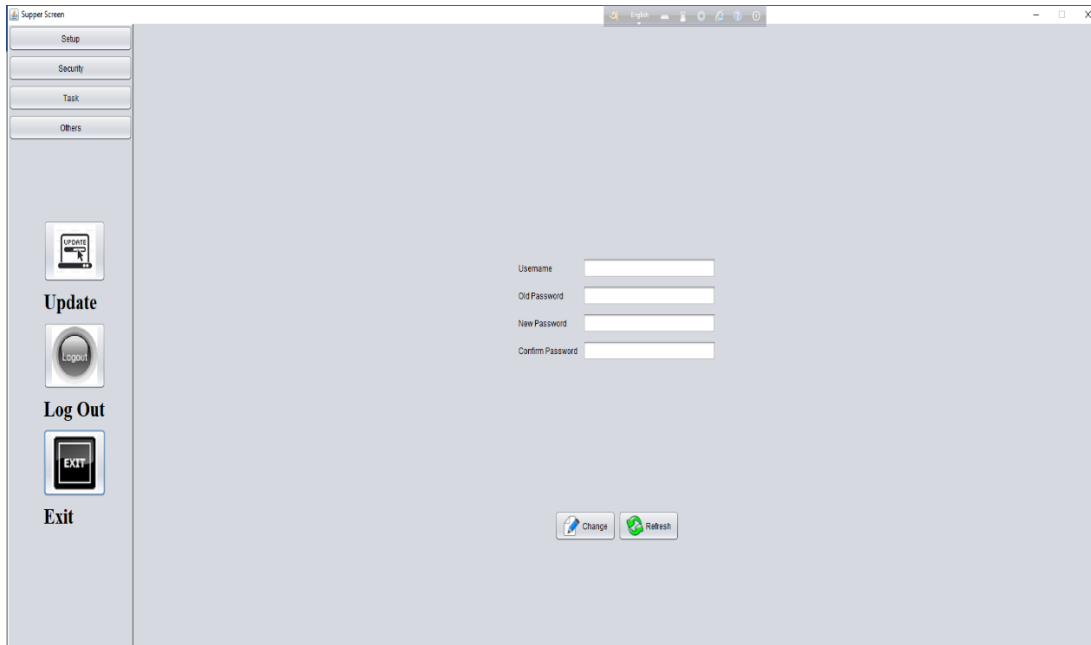 Supper Screen
English
Setup
Security
Task
Others
UPDATE
Update
Logout
Log Out
EXIT
Exit
Username
Old Password
New Password
Confirm Password
Change
Refresh